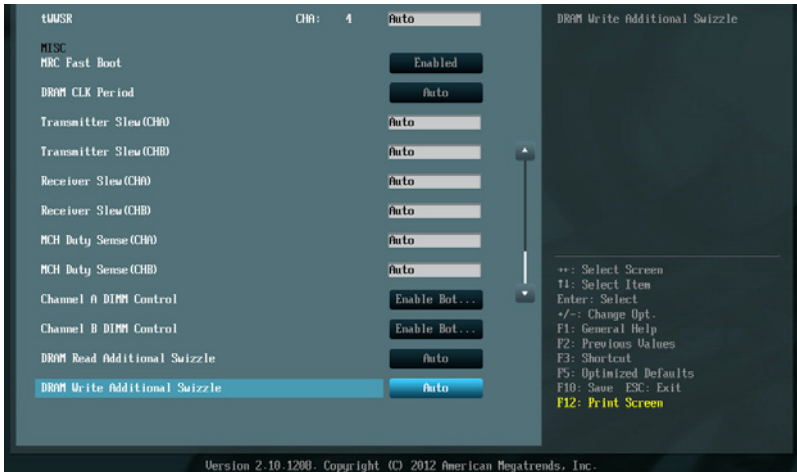 tWWSR CHA: 4 Auto
MISC
MRC Fast Boot Enabled
DRAM CLK Period Auto
Transmitter Slew(CHA) Auto
Transmitter Slew(CHB) Auto
Receiver Slew(CHA) Auto
Receiver Slew(CHB) Auto
MCH Duty Sense(CHA) Auto
MCH Duty Sense(CHB) Auto
Channel A DIMM Control Enable Bot...
Channel B DIMM Control Enable Bot...
DRAM Read Additional Swizzle Auto
DRAM Write Additional Swizzle Auto
DRAM Write Additional Swizzle
→←: Select Screen
↑↓: Select Item
Enter: Select
+/-: Change Opt.
F1: General Help
F2: Previous Values
F3: Shortcut
F5: Optimized Defaults
F10: Save ESC: Exit
F12: Print Screen
Version 2.10.1208. Copyright (C) 2012 American Megatrends, Inc.